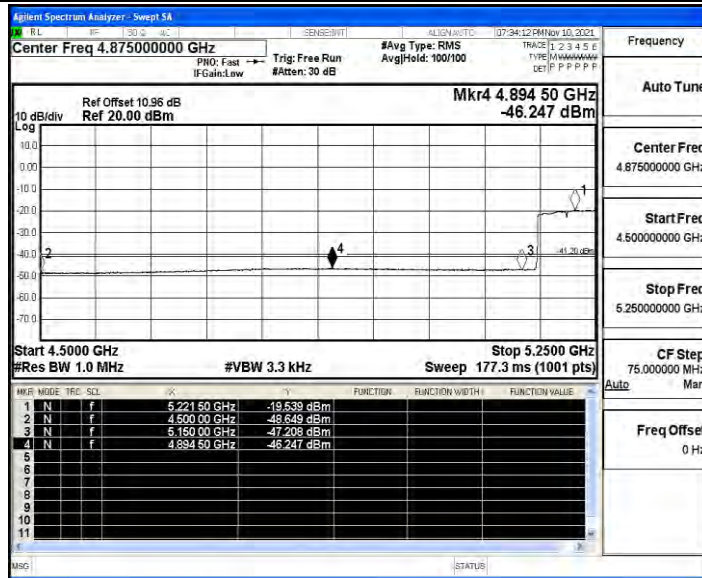 Agilent Spectrum Analyzer - Swept SA
RL RF 50 Ω AC SENSE:INT ALIGN AUTO 07:34:12 PM Nov 10, 2021
Center Freq 4.875000000 GHz
PNO: Fast
IFGain:Low
Trig: Free Run
#Atten: 30 dB
#Avg Type: RMS
Avg|Hold: 100/100
TRACE 1 2 3 4 5 6
TYPE M
DET P P P P P P
Ref Offset 10.96 dB
Ref 20.00 dBm
10 dB/div
Log
Mkr4 4.894 50 GHz
-46.247 dBm
10.0
0.00
-10.0
-20.0
-30.0
-40.0
-50.0
-60.0
-70.0
1
2
3
4
-41.20 dBm
Start 4.5000 GHz
Stop 5.2500 GHz
#Res BW 1.0 MHz
#VBW 3.3 kHz
Sweep 177.3 ms (1001 pts)
MKR MODE TRC SCL X Y FUNCTION FUNCTION WIDTH FUNCTION VALUE
1 N f 5.221 50 GHz -19.539 dBm
2 N f 4.500 00 GHz -48.649 dBm
3 N f 5.150 00 GHz -47.208 dBm
4 N f 4.894 50 GHz -46.247 dBm
5
6
7
8
9
10
11
MSG
STATUS
Frequency
Auto Tune
Center Freq
4.875000000 GHz
Start Freq
4.500000000 GHz
Stop Freq
5.250000000 GHz
CF Step
75.000000 MHz
Auto Man
Freq Offset
0 Hz